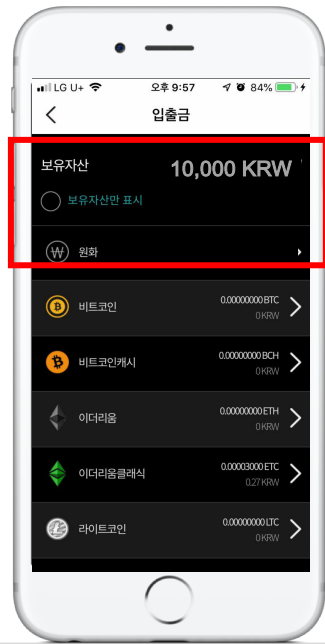 LG U+ 오후 9:57 84%
입출금
보유자산 10,000 KRW
보유자산만 표시
₩ 원화
비트코인 0.00000000 BTC
0 KRW
비트코인캐시 0.00000000 BCH
0 KRW
이더리움 0.00000000 ETH
0 KRW
이더리움클래식 0.00003000 ETC
0.27 KRW
라이트코인 0.00000000 LTC
0 KRW